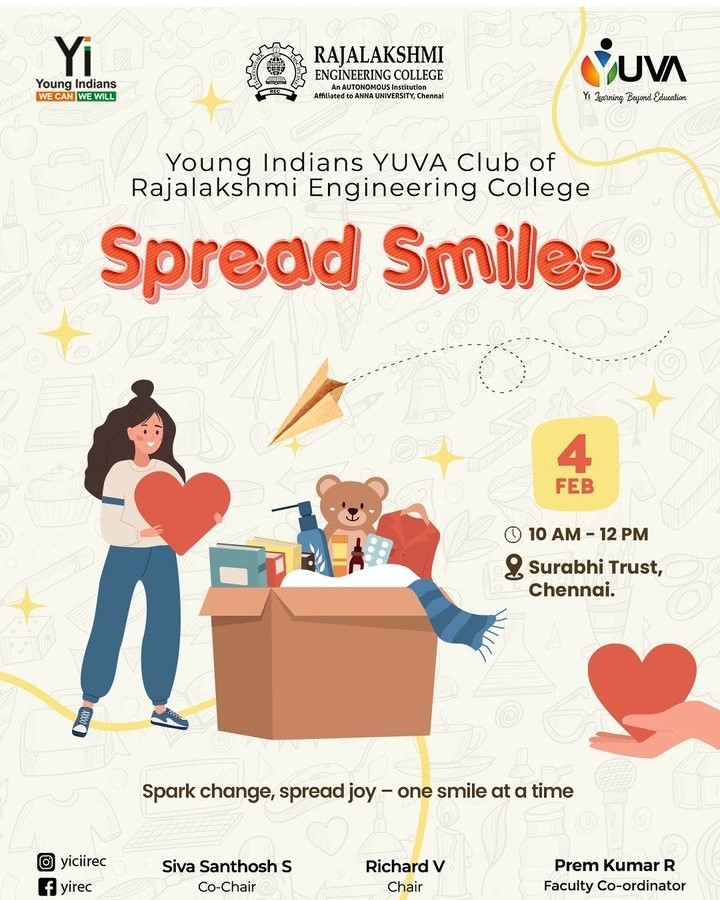 Yi
Young Indians
WE CAN WE WILL
RAJALAKSHMI
ENGINEERING COLLEGE
An AUTONOMOUS Institution
Affiliated to ANNA UNIVERSITY, Chennai
REC
YUVA
Yi Learning Beyond Education
Young Indians YUVA Club of
Rajalakshmi Engineering College
Spread Smiles
4
FEB
10 AM - 12 PM
Surabhi Trust,
Chennai.
Spark change, spread joy – one smile at a time
yiciirec
yirec
Siva Santhosh S
Co-Chair
Richard V
Chair
Prem Kumar R
Faculty Co-ordinator